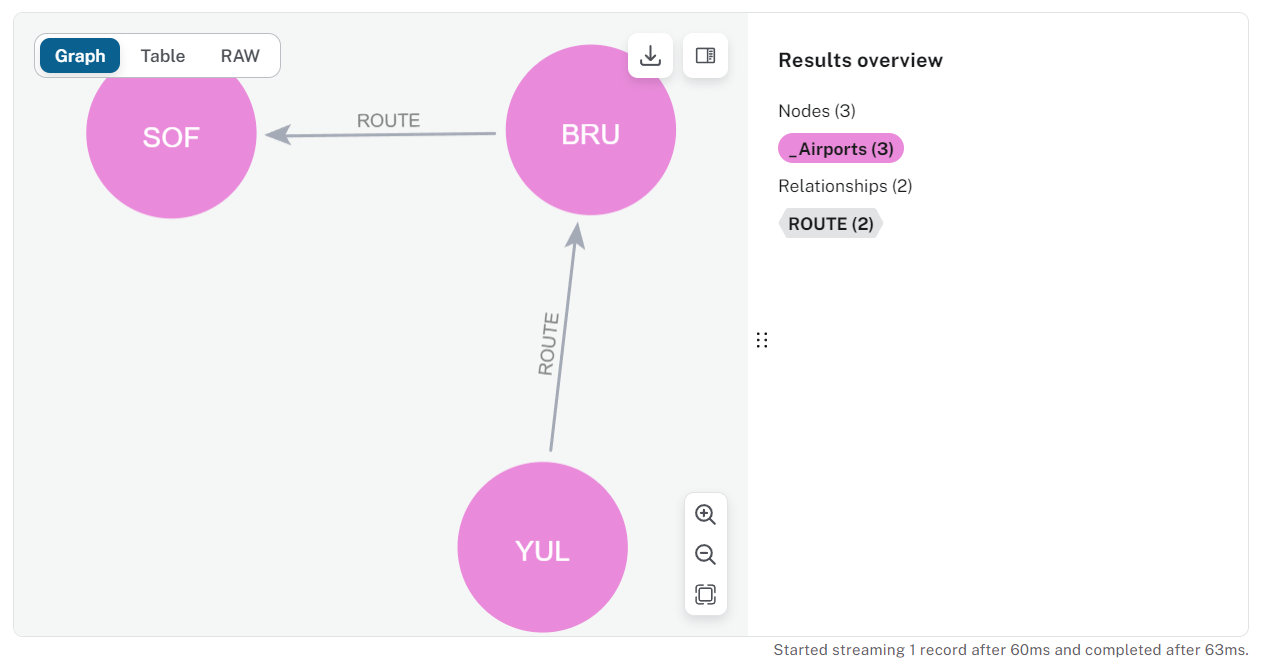 Graph Table RAW
SOF
ROUTE
BRU
ROUTE
YUL
Results overview
Nodes (3)
_Airports (3)
Relationships (2)
ROUTE (2)
Started streaming 1 record after 60ms and completed after 63ms.